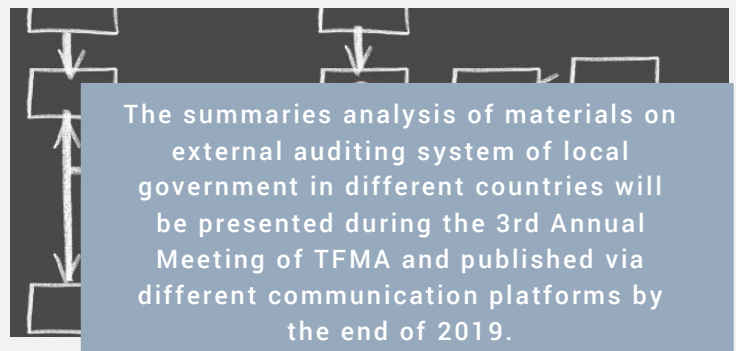 The summaries analysis of materials on
external auditing system of local
government in different countries will
be presented during the 3rd Annual
Meeting of TFMA and published via
different communication platforms by
the end of 2019.